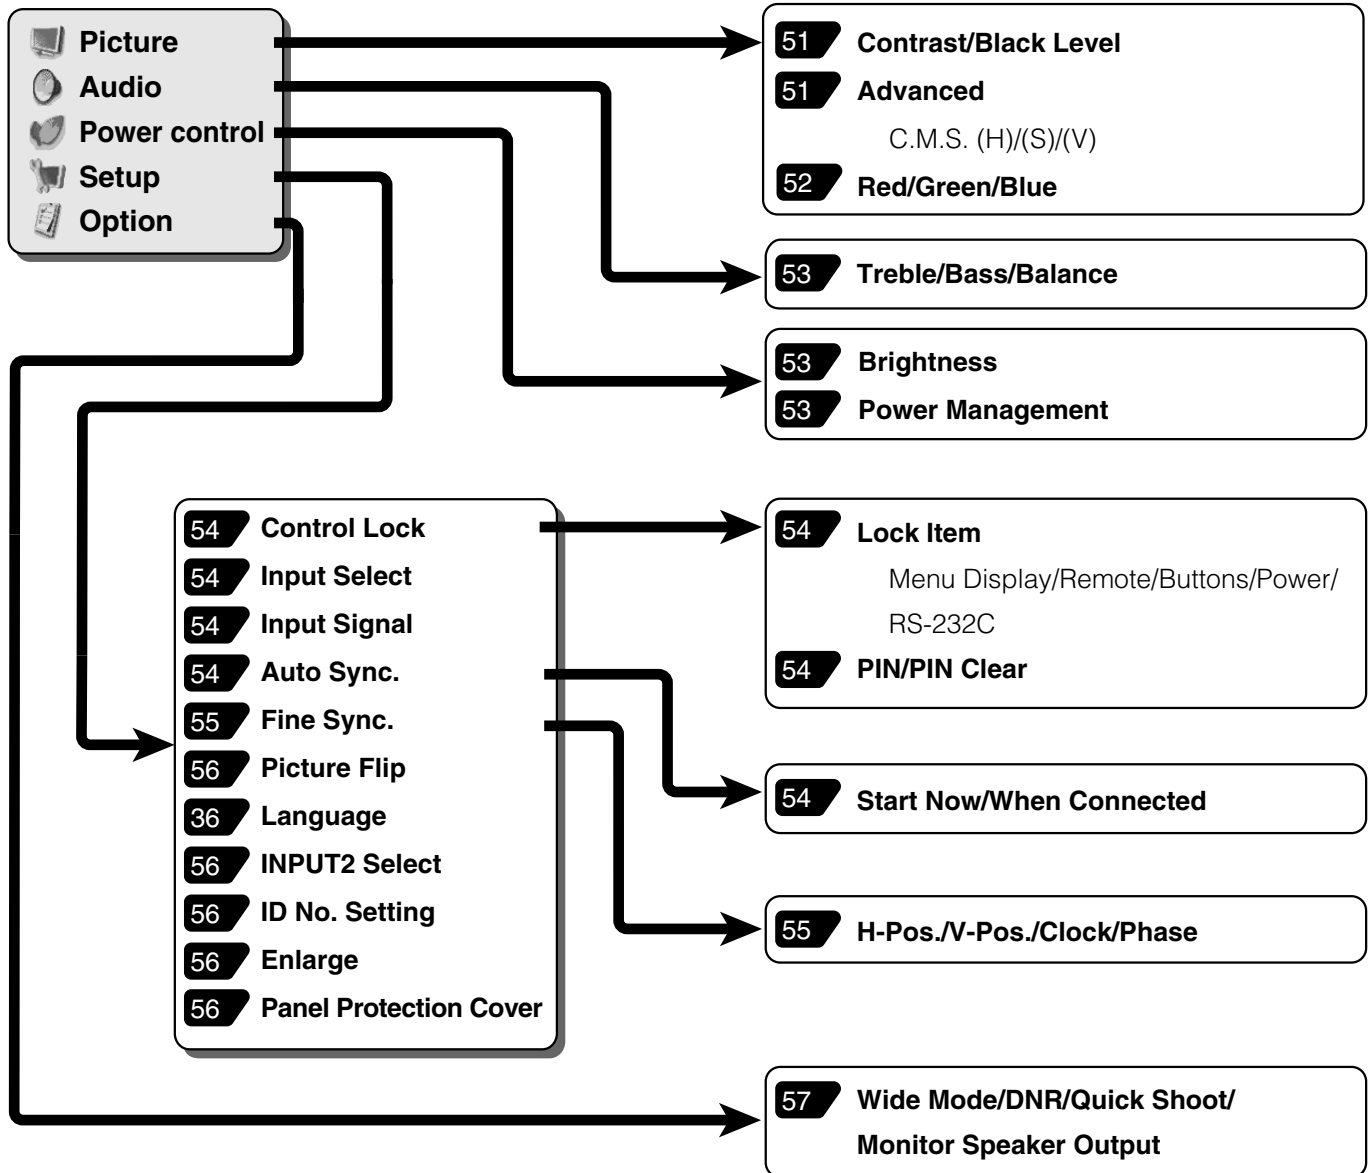 Picture
Audio
Power control
Setup
Option
51 Contrast/Black Level
51 Advanced
C.M.S. (H)/(S)/(V)
52 Red/Green/Blue
53 Treble/Bass/Balance
53 Brightness
53 Power Management
54 Control Lock
54 Input Select
54 Input Signal
54 Auto Sync.
55 Fine Sync.
56 Picture Flip
36 Language
56 INPUT2 Select
56 ID No. Setting
56 Enlarge
56 Panel Protection Cover
54 Lock Item
Menu Display/Remote/Buttons/Power/
RS-232C
54 PIN/PIN Clear
54 Start Now/When Connected
55 H-Pos./V-Pos./Clock/Phase
57 Wide Mode/DNR/Quick Shoot/
Monitor Speaker Output